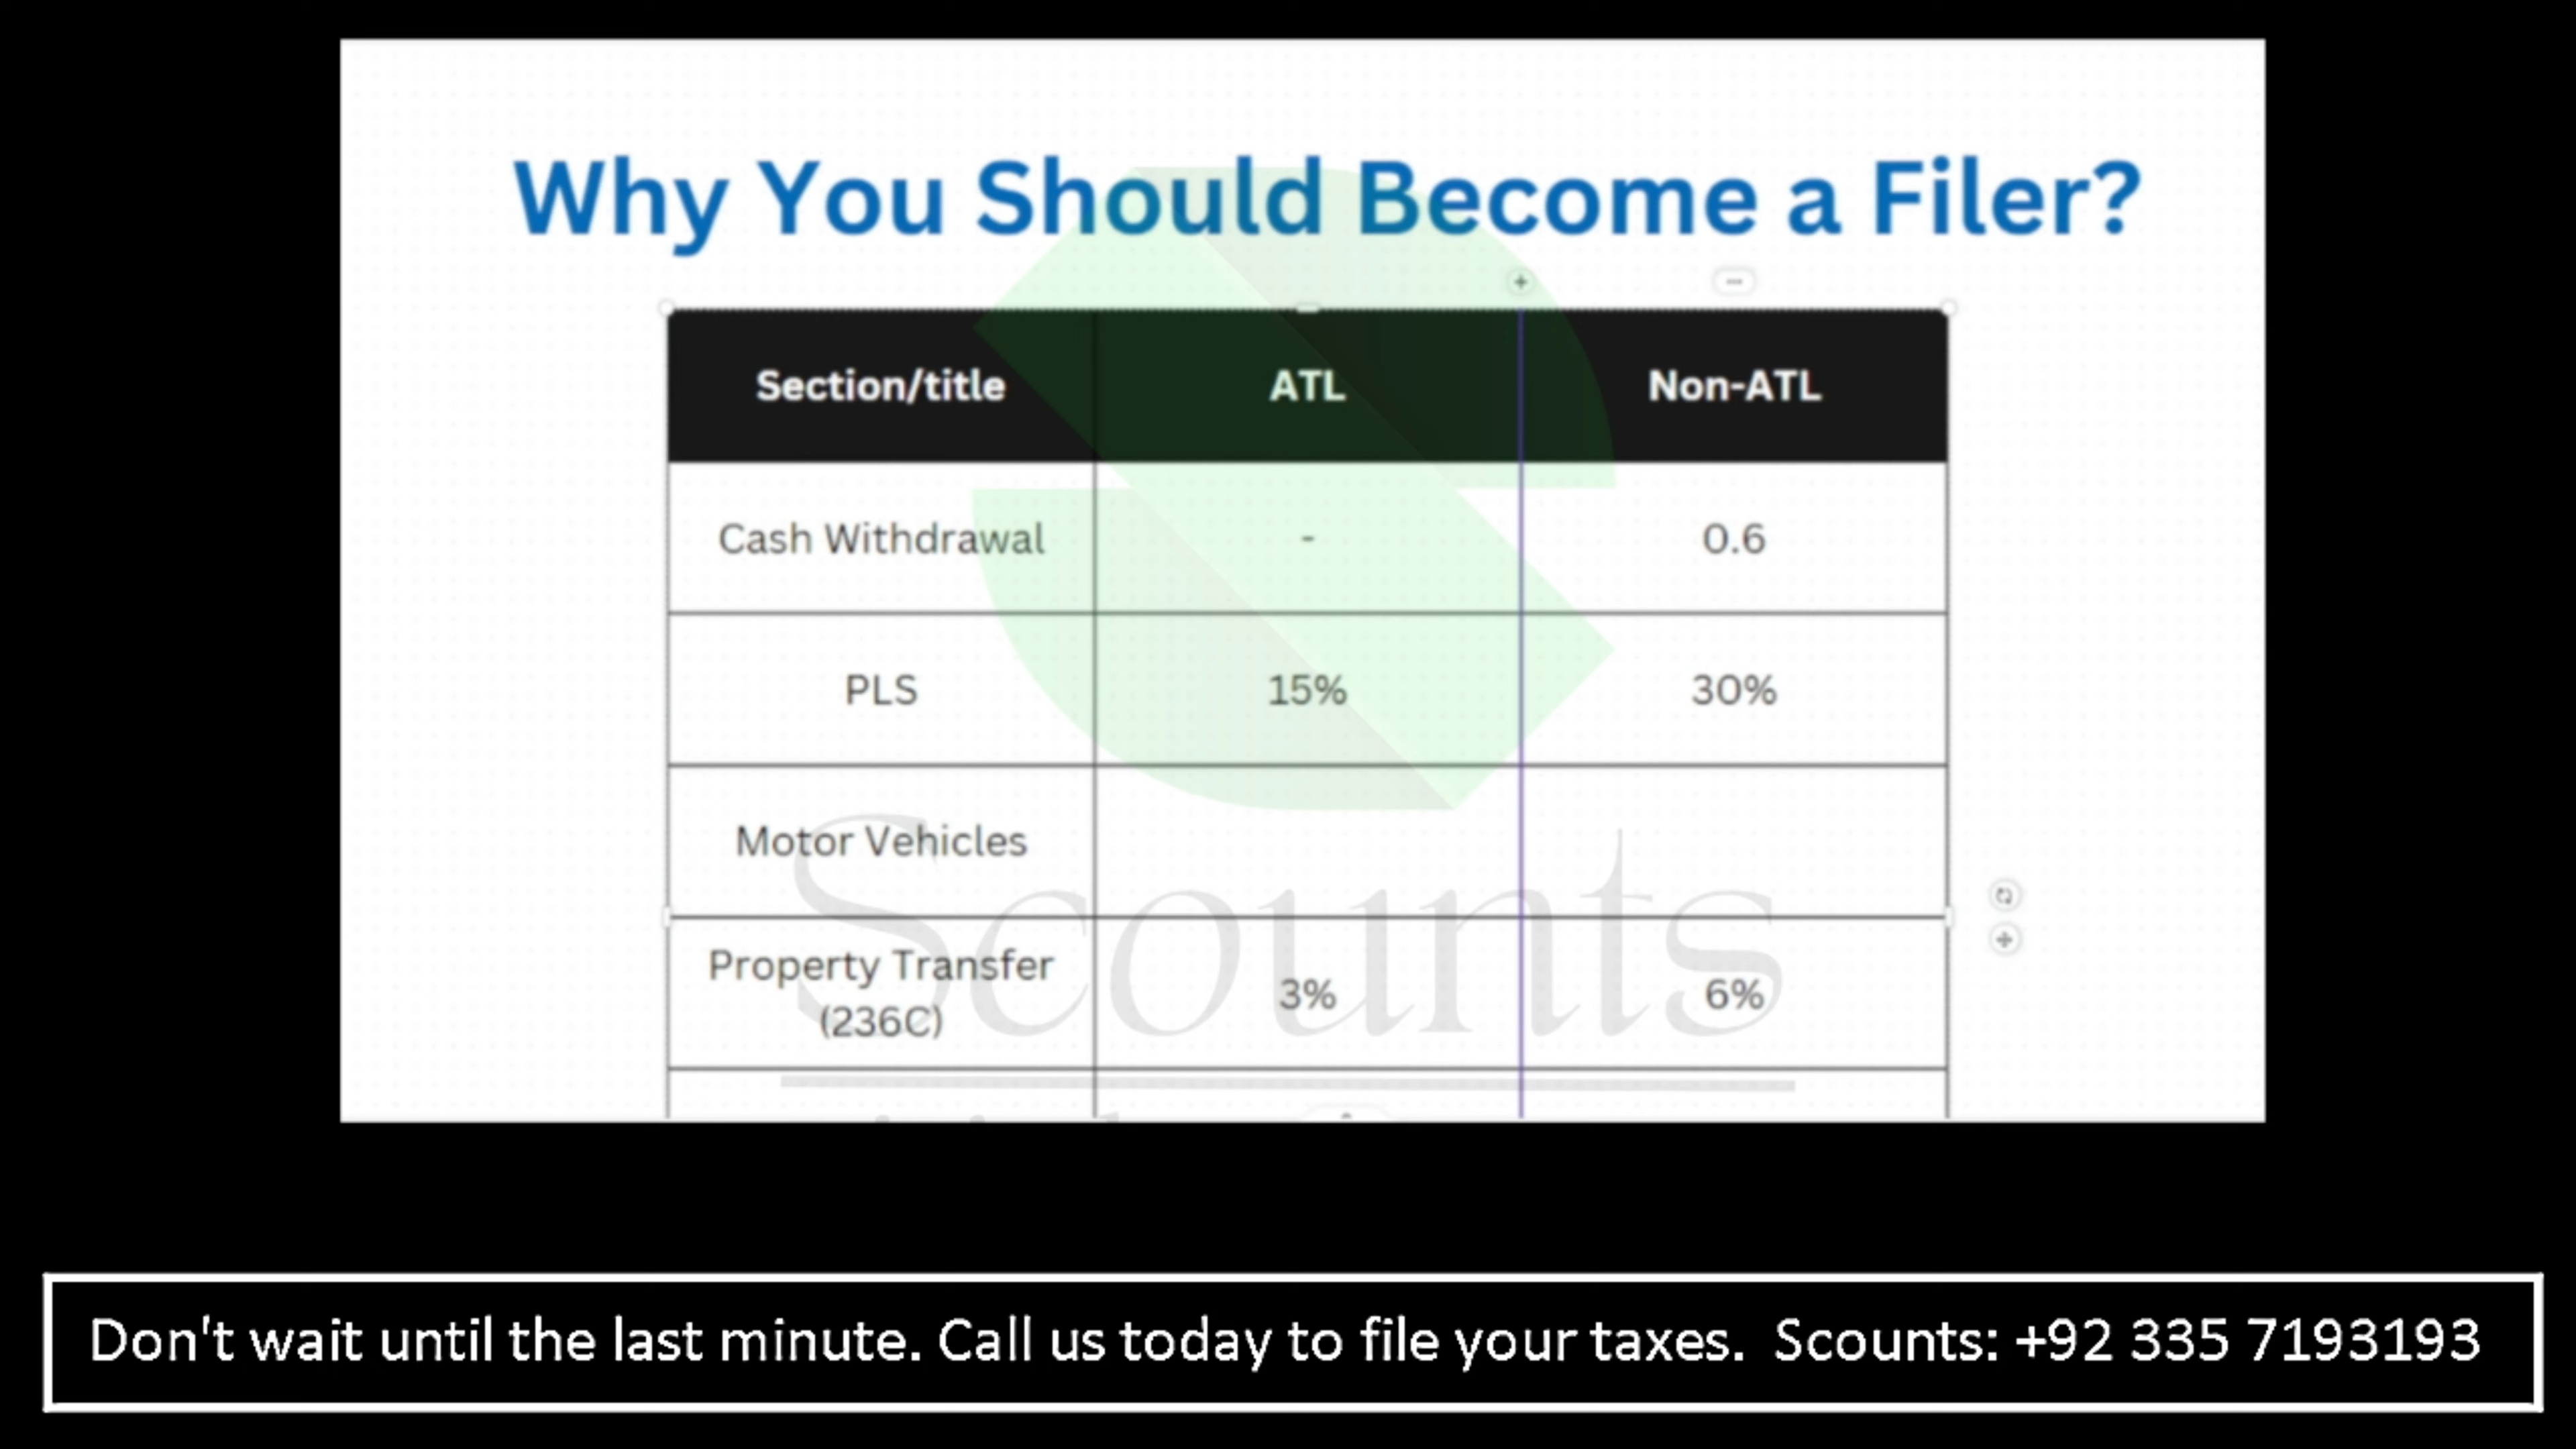 Why You Should Become a Filer?
Section/title ATL Non-ATL
Cash Withdrawal - 0.6
PLS 15% 30%
Motor Vehicles
Property Transfer
(236C) 3% 6%
Scounts
Don't wait until the last minute. Call us today to file your taxes. Scounts: +92 335 7193193